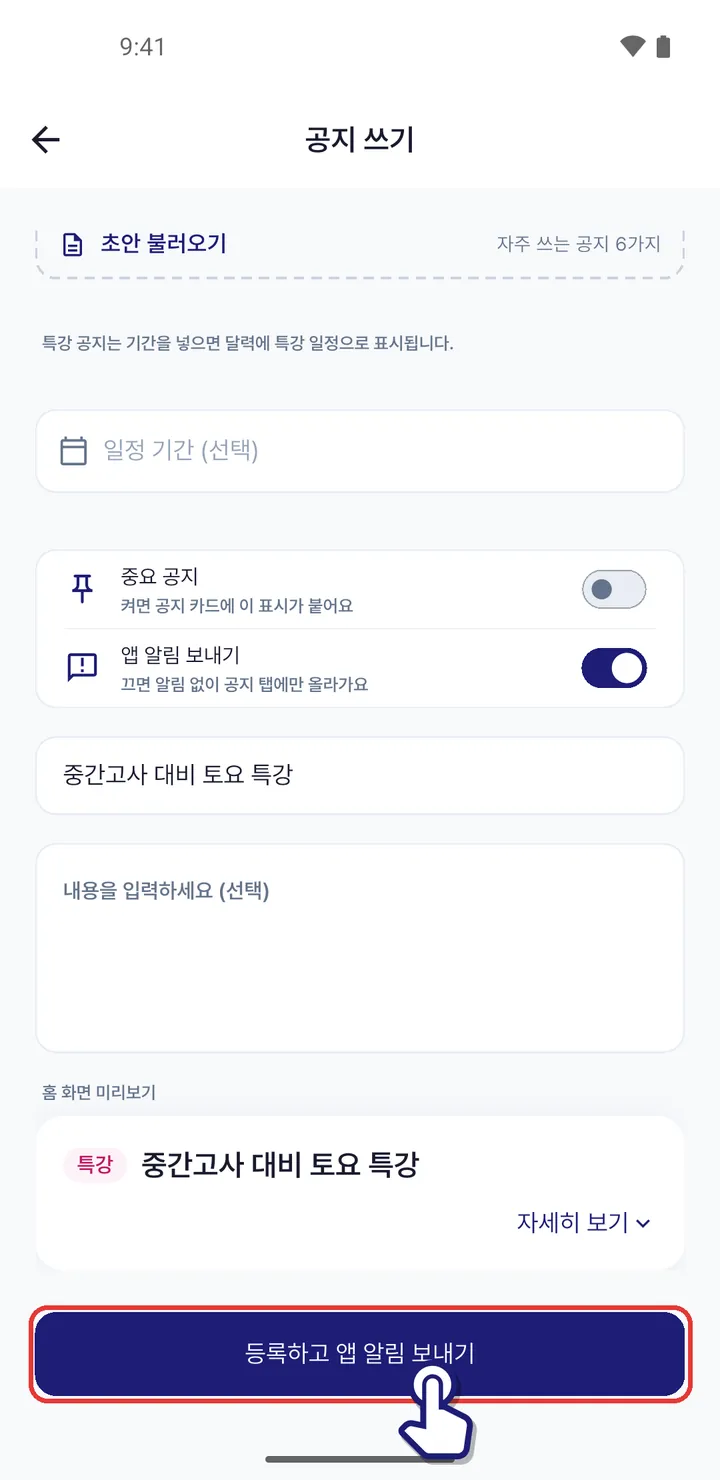 9:41
공지 쓰기
초안 불러오기 자주 쓰는 공지 6가지
특강 공지는 기간을 넣으면 달력에 특강 일정으로 표시됩니다.
일정 기간 (선택)
중요 공지
켜면 공지 카드에 이 표시가 붙어요
앱 알림 보내기
끄면 알림 없이 공지 탭에만 올라가요
중간고사 대비 토요 특강
내용을 입력하세요 (선택)
홈 화면 미리보기
특강 중간고사 대비 토요 특강
자세히 보기
등록하고 앱 알림 보내기